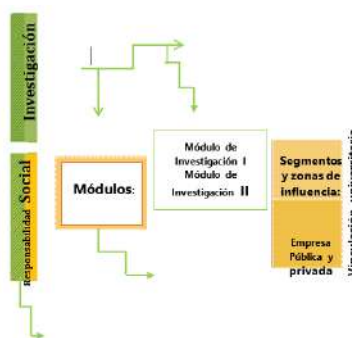 Investigación
Responsabilidad Social
Módulos:
Módulo de
Investigación I
Módulo de
Investigación II
Segmentos
y zonas de
influencia:
Empresa
Pública y
privada